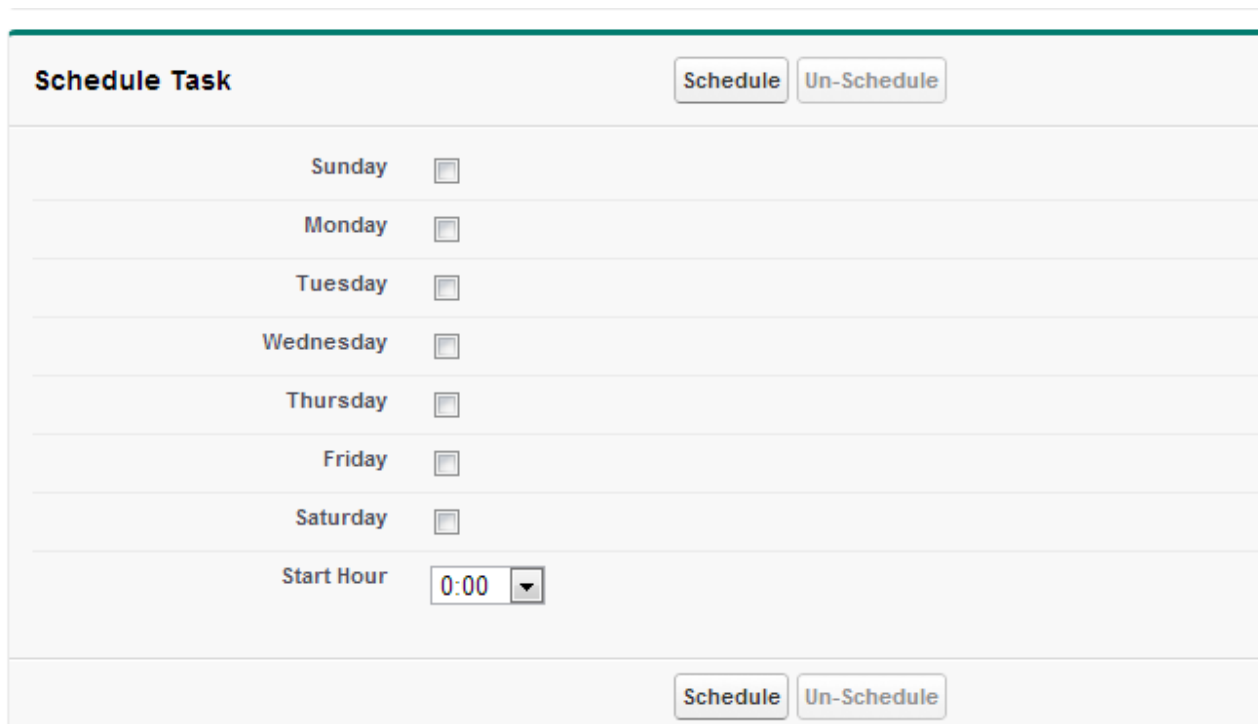 Schedule Task Schedule Un-Schedule
Sunday
Monday
Tuesday
Wednesday
Thursday
Friday
Saturday
Start Hour 0:00
Schedule Un-Schedule